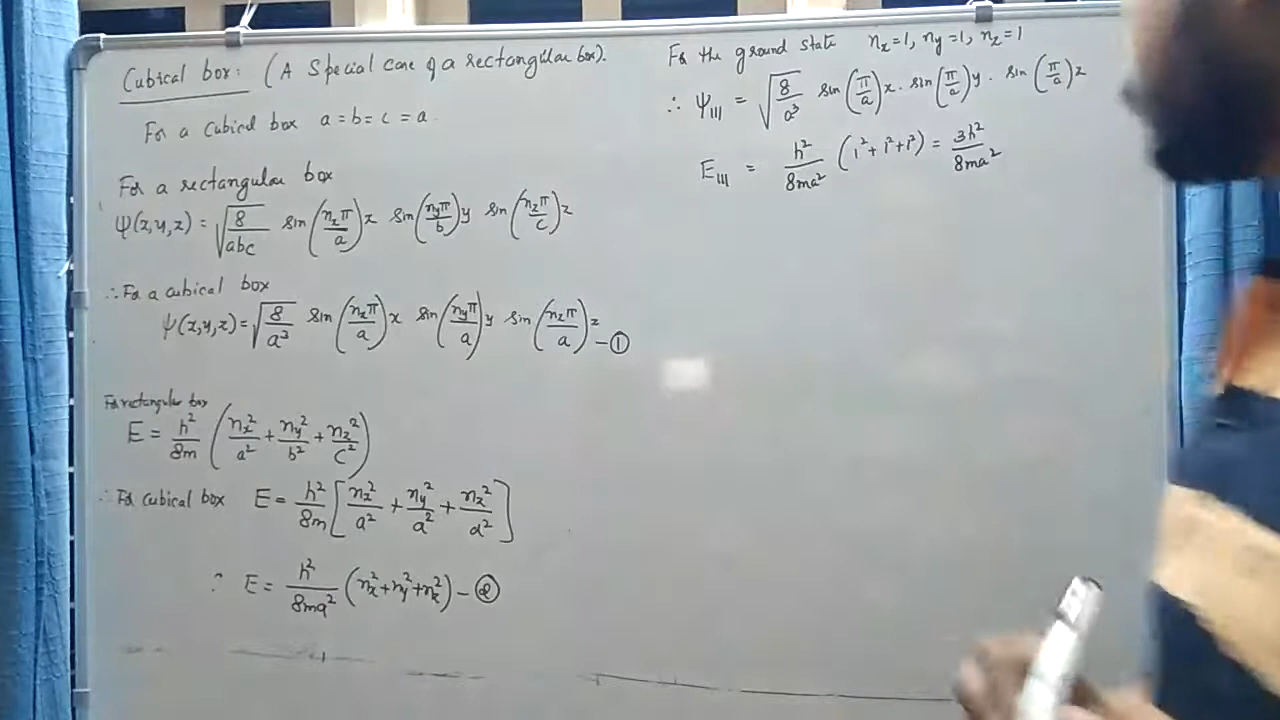 Cubical box: (A Special case of a rectangular box).
For a cubical box a = b = c = a.
For a rectangular box
ψ(x,y,z) = √(8/abc) sin(nxπ/a)x sin(nyπ/b)y sin(nzπ/c)z
∴ For a cubical box
ψ(x,y,z) = √(8/a³) sin(nxπ/a)x sin(nyπ/a)y sin(nzπ/a)z – ①
For rectangular box
E = h²/8m (nx²/a² + ny²/b² + nz²/c²)
∴ For cubical box E = h²/8m [nx²/a² + ny²/a² + nz²/a²]
∴ E = h²/8ma² (nx² + ny² + nz²) – ②
For the ground state nx = 1, ny = 1, nz = 1
∴ ψ111 = √(8/a³) sin(π/a)x · sin(π/a)y · sin(π/a)z
E111 = h²/8ma² (1² + 1² + 1²) = 3h²/8ma²